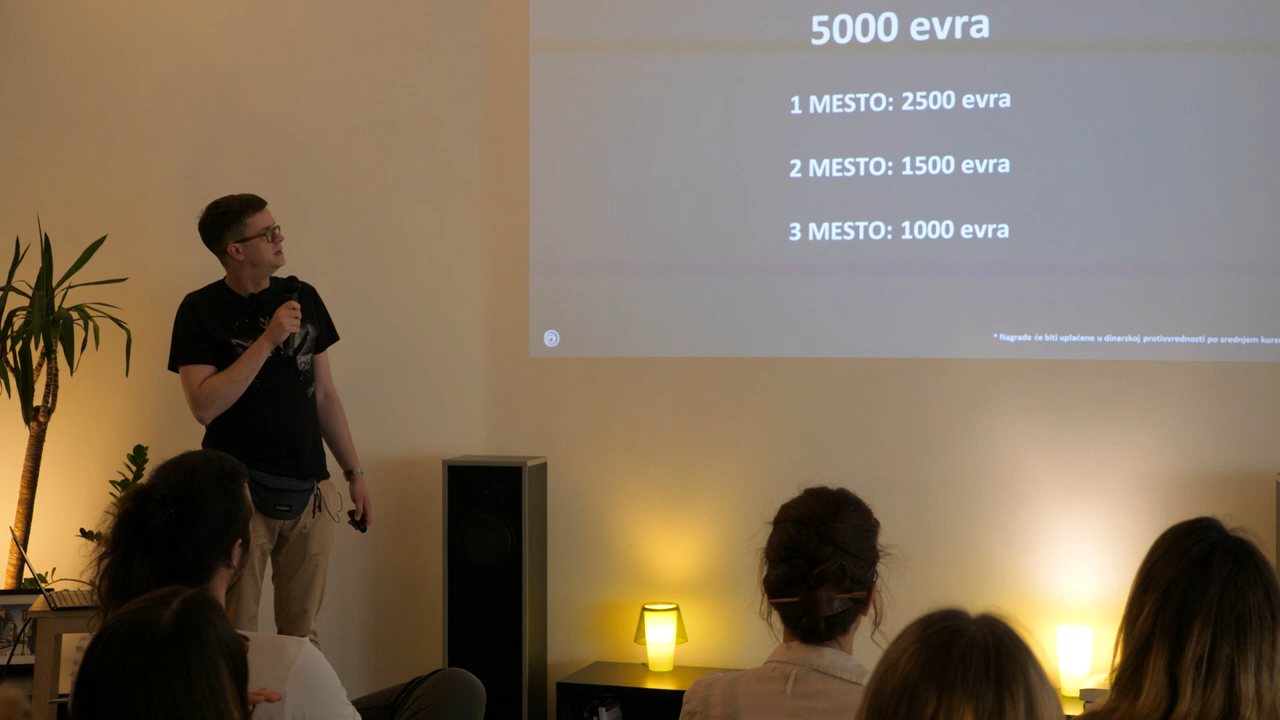 5000 evra
1 MESTO: 2500 evra
2 MESTO: 1500 evra
3 MESTO: 1000 evra
* Nagrade će biti uplaćene u dinarskoj protivvrednosti po srednjem kursu